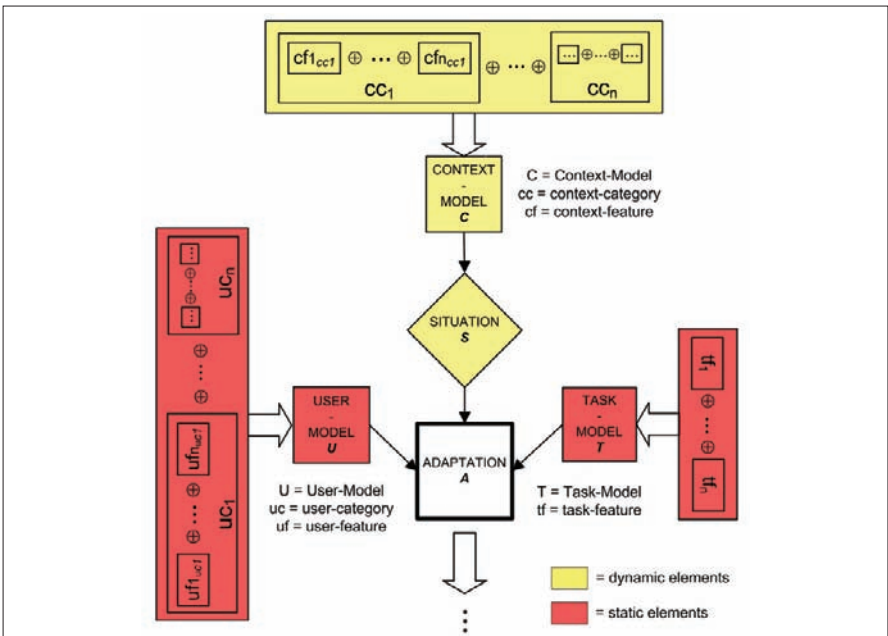 cf1cc1 ⊕ ··· ⊕ cfncc1 ⊕ ··· ⊕ ... ⊕...⊕ ...
cc1 ccn
CONTEXT
-
MODEL
C
C = Context-Model
cc = context-category
cf = context-feature
SITUATION
S
ucn
... ⊕...⊕ ...
⊕ ··· ⊕
uc1
uf1uc1 ⊕ ··· ⊕ ufnuc1
USER
-
MODEL
U
U = User-Model
uc = user-category
uf = user-feature
ADAPTATION
A
TASK
-
MODEL
T
T = Task-Model
tf = task-feature
tf1 ⊕ ··· ⊕ tfn
⋮
= dynamic elements
= static elements